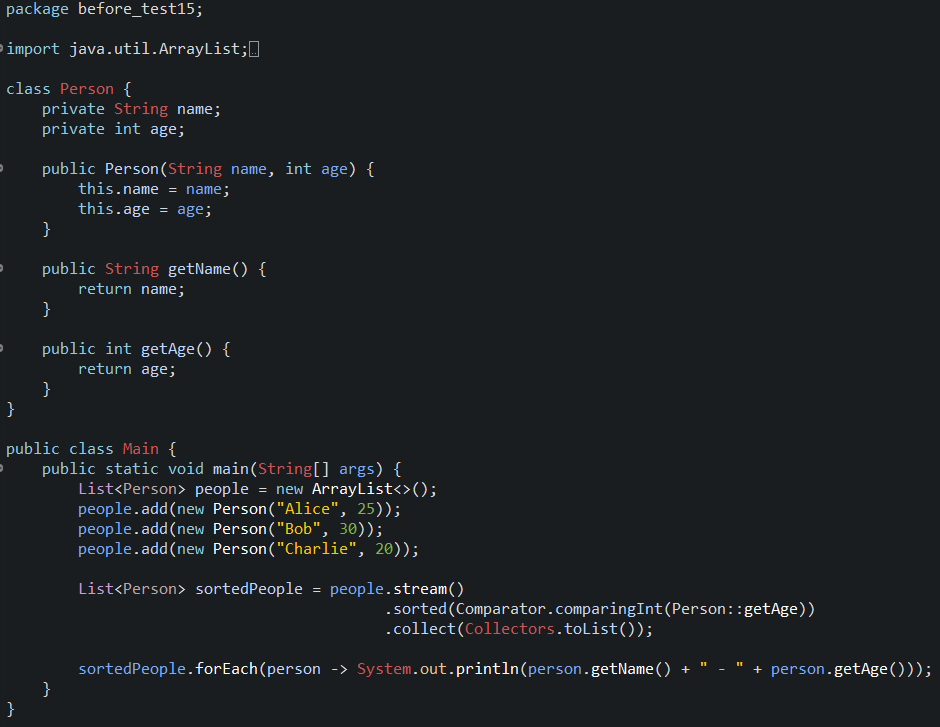 package before_test15;
import java.util.ArrayList;
class Person {
    private String name;
    private int age;
    public Person(String name, int age) {
        this.name = name;
        this.age = age;
    }
    public String getName() {
        return name;
    }
    public int getAge() {
        return age;
    }
}
public class Main {
    public static void main(String[] args) {
        List<Person> people = new ArrayList<>();
        people.add(new Person("Alice", 25));
        people.add(new Person("Bob", 30));
        people.add(new Person("Charlie", 20));
        List<Person> sortedPeople = people.stream()
                                          .sorted(Comparator.comparingInt(Person::getAge))
                                          .collect(Collectors.toList());
        sortedPeople.forEach(person -> System.out.println(person.getName() + " - " + person.getAge()));
    }
}